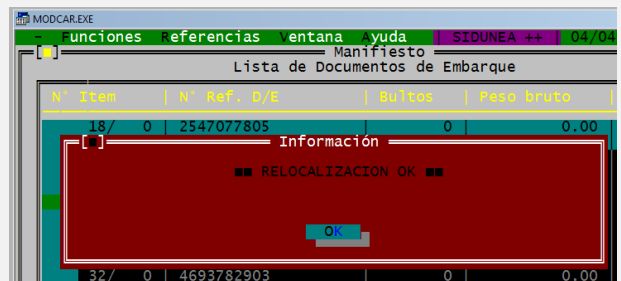 MODCAR.EXE
- Funciones Referencias Ventana Ayuda | SIDUNEA ++ | 04/04
Manifiesto
Lista de Documentos de Embarque
N° Item | N° Ref. D/E | Bultos | Peso bruto |
18/ 0 | 2547077805 | 0 | 0.00
Información
RELOCALIZACION OK
OK
32/ 0 | 4693782903 | 0 | 0.00